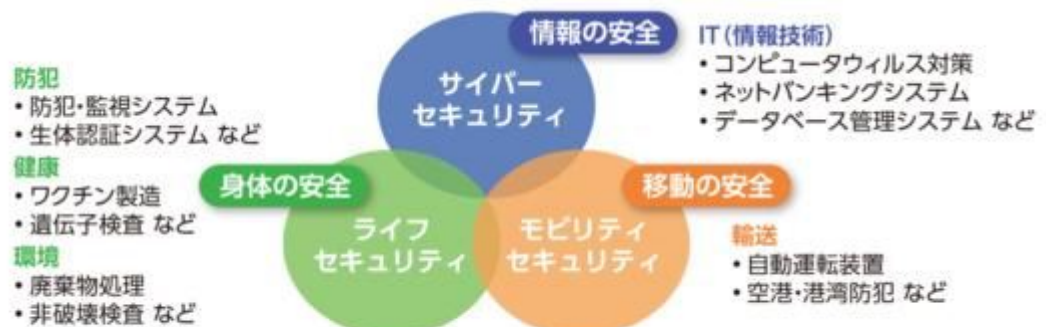 情報の安全
サイバー
セキュリティ
IT(情報技術)
•コンピュータウィルス対策
•ネットバンキングシステム
•データベース管理システム など
防犯
•防犯・監視システム
•生体認証システム など
健康
•ワクチン製造
•遺伝子検査 など
環境
•廃棄物処理
•非破壊検査 など
身体の安全
ライフ
セキュリティ
移動の安全
モビリティ
セキュリティ
輸送
•自動運転装置
•空港・港湾防犯 など